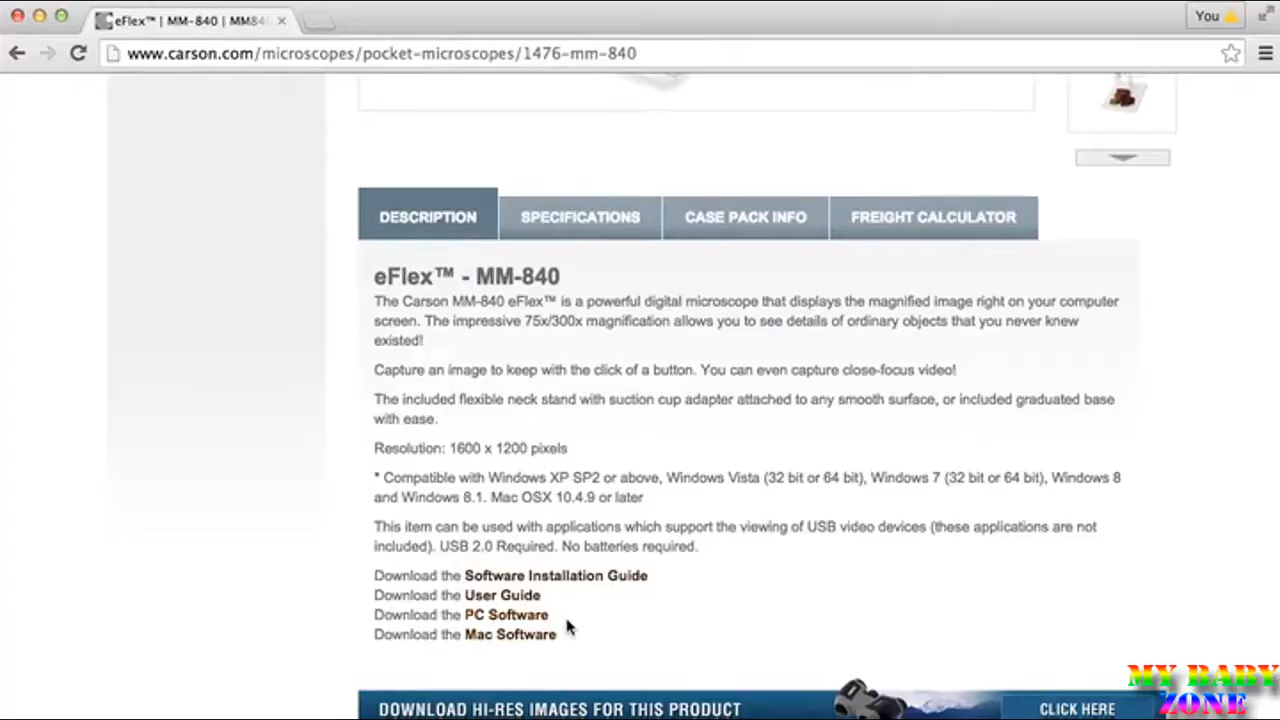 eFlex™ | MM-840 | MM84
You
www.carson.com/microscopes/pocket-microscopes/1476-mm-840
DESCRIPTION
SPECIFICATIONS
CASE PACK INFO
FREIGHT CALCULATOR
eFlex™ - MM-840
The Carson MM-840 eFlex™ is a powerful digital microscope that displays the magnified image right on your computer
screen. The impressive 75x/300x magnification allows you to see details of ordinary objects that you never knew
existed!
Capture an image to keep with the click of a button. You can even capture close-focus video!
The included flexible neck stand with suction cup adapter attached to any smooth surface, or included graduated base
with ease.
Resolution: 1600 x 1200 pixels
* Compatible with Windows XP SP2 or above, Windows Vista (32 bit or 64 bit), Windows 7 (32 bit or 64 bit), Windows 8
and Windows 8.1. Mac OSX 10.4.9 or later
This item can be used with applications which support the viewing of USB video devices (these applications are not
included). USB 2.0 Required. No batteries required.
Download the Software Installation Guide
Download the User Guide
Download the PC Software
Download the Mac Software
DOWNLOAD HI-RES IMAGES FOR THIS PRODUCT
CLICK HERE
MY BABY
ZONE